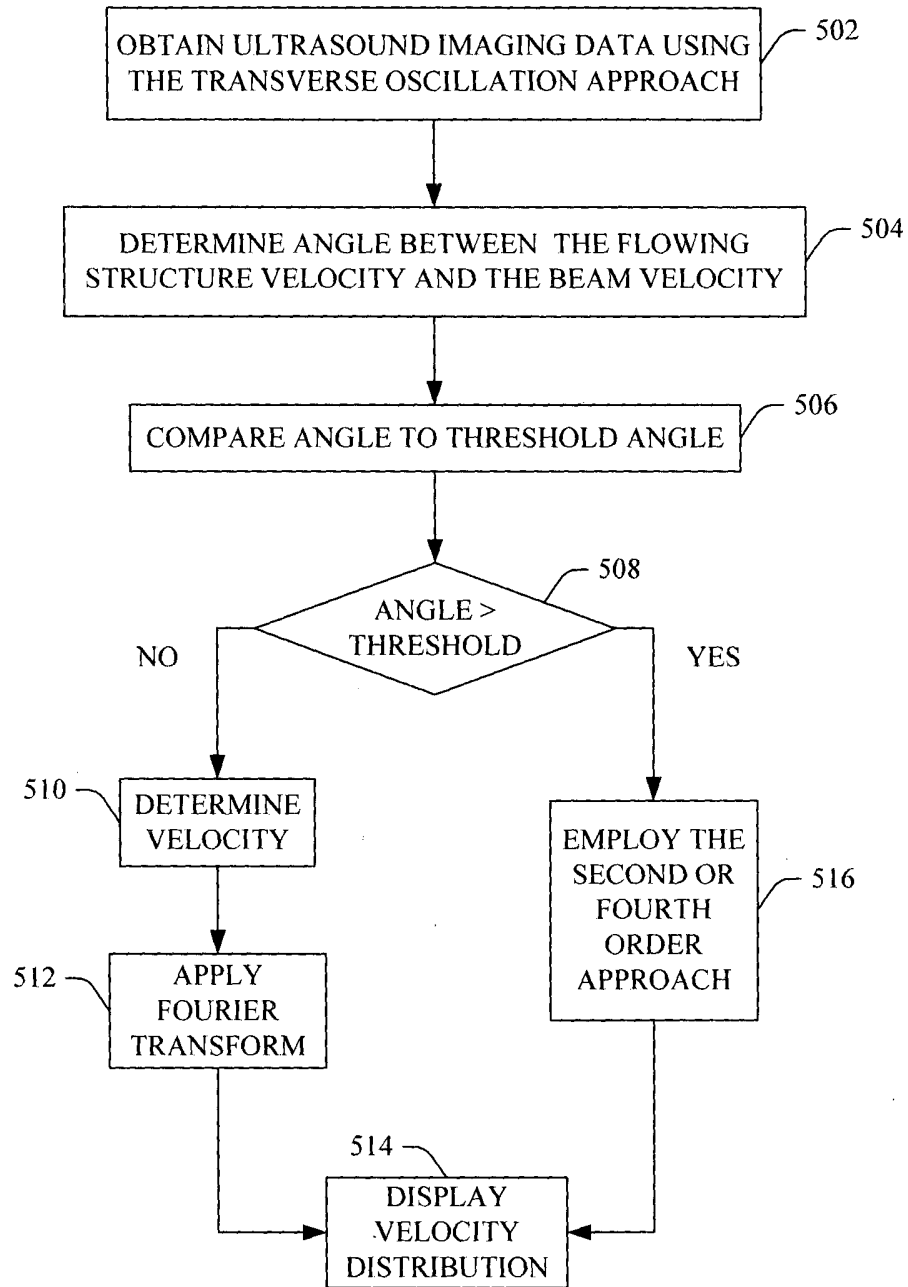 OBTAIN ULTRASOUND IMAGING DATA USING
THE TRANSVERSE OSCILLATION APPROACH
502
DETERMINE ANGLE BETWEEN THE FLOWING
STRUCTURE VELOCITY AND THE BEAM VELOCITY
504
COMPARE ANGLE TO THRESHOLD ANGLE
506
ANGLE >
THRESHOLD
508
NO
YES
510
DETERMINE
VELOCITY
512
APPLY
FOURIER
TRANSFORM
EMPLOY THE
SECOND OR
FOURTH
ORDER
APPROACH
516
514
DISPLAY
VELOCITY
DISTRIBUTION